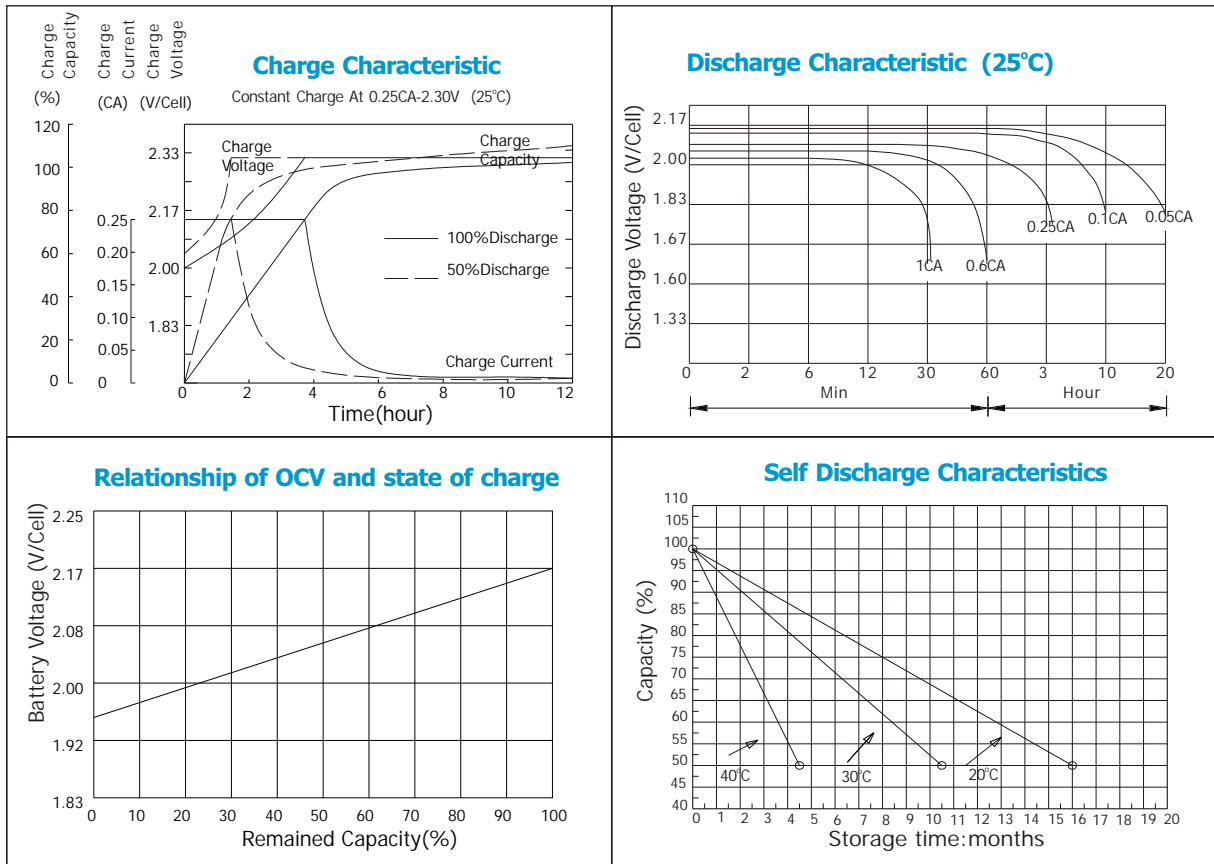 Charge
Capacity
Charge
Current
Charge
Voltage
(%)
(CA)
(V/Cell)
Charge Characteristic
Constant Charge At 0.25CA-2.30V (25°C)
120
100
80
60
40
20
0
0.25
0.20
0.15
0.10
0.05
0
2.33
2.17
2.00
1.83
Charge
Voltage
Charge
Capacity
100%Discharge
50%Discharge
Charge Current
0 2 4 6 8 10 12
Time(hour)
Discharge Characteristic (25°C)
Discharge Voltage (V/Cell)
2.17
2.00
1.83
1.67
1.60
1.33
1CA
0.6CA
0.25CA
0.1CA
0.05CA
0 2 6 12 30 60 3 10 20
Min
Hour
Relationship of OCV and state of charge
Battery Voltage (V/Cell)
2.25
2.17
2.08
2.00
1.92
1.83
0 10 20 30 40 50 60 70 80 90 100
Remained Capacity(%)
Self Discharge Characteristics
Capacity (%)
110
105
100
95
90
85
80
75
70
65
60
55
50
45
40
40°C
30°C
20°C
0 1 2 3 4 5 6 7 8 9 10 11 12 13 14 15 16 17 18 19 20
Storage time:months